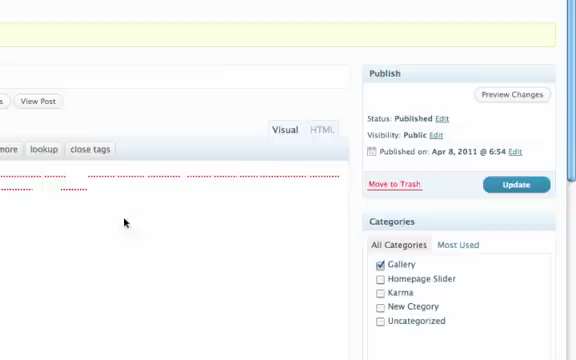 Publish
Preview Changes
View Post
Status: Published Edit
Visibility: Public Edit
Visual HTML
more lookup close tags
Published on: Apr 8, 2011 @ 6:54 Edit
Move to Trash Update
Categories
All Categories Most Used
Gallery
Homepage Slider
Karma
New Ctegory
Uncategorized